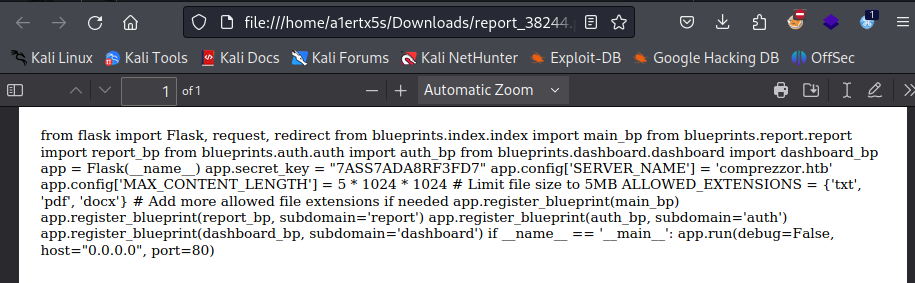 file:///home/a1ertx5s/Downloads/report_38244.
1
Kali Linux Kali Tools Kali Docs Kali Forums Kali NetHunter Exploit-DB Google Hacking DB OffSec
1 of 1 Automatic Zoom
from flask import Flask, request, redirect from blueprints.index.index import main_bp from blueprints.report.report
import report_bp from blueprints.auth.auth import auth_bp from blueprints.dashboard.dashboard import dashboard_bp
app = Flask(__name__) app.secret_key = "7ASS7ADA8RF3FD7" app.config['SERVER_NAME'] = 'comprezzor.htb'
app.config['MAX_CONTENT_LENGTH'] = 5 * 1024 * 1024 # Limit file size to 5MB ALLOWED_EXTENSIONS = {'txt',
'pdf', 'docx'} # Add more allowed file extensions if needed app.register_blueprint(main_bp)
app.register_blueprint(report_bp, subdomain='report') app.register_blueprint(auth_bp, subdomain='auth')
app.register_blueprint(dashboard_bp, subdomain='dashboard') if __name__ == '__main__': app.run(debug=False,
host="0.0.0.0", port=80)